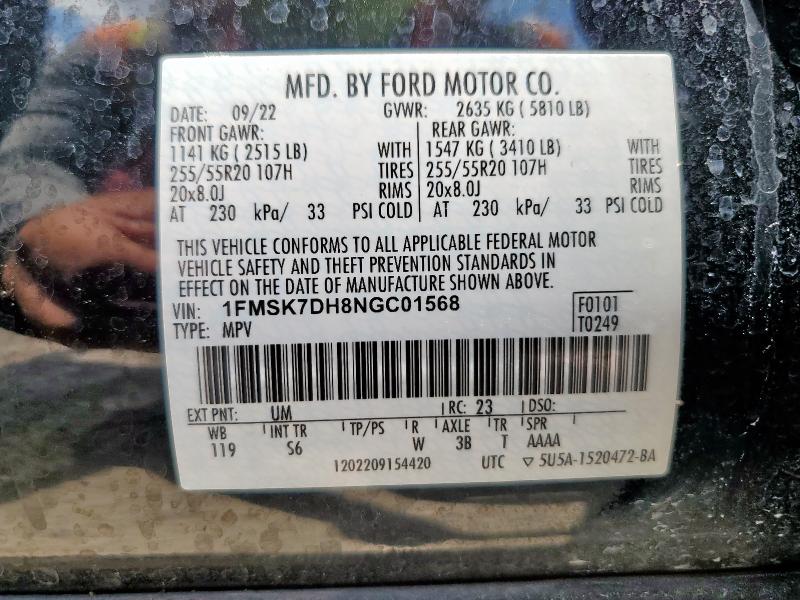 MFD. BY FORD MOTOR CO.
DATE: 09/22 GVWR: 2635 KG ( 5810 LB)
FRONT GAWR: REAR GAWR:
1141 KG ( 2515 LB) WITH 1547 KG ( 3410 LB) WITH
255/55R20 107H TIRES 255/55R20 107H TIRES
20x8.0J RIMS 20x8.0J RIMS
AT 230 kPa/ 33 PSI COLD AT 230 kPa/ 33 PSI COLD
THIS VEHICLE CONFORMS TO ALL APPLICABLE FEDERAL MOTOR
VEHICLE SAFETY AND THEFT PREVENTION STANDARDS IN
EFFECT ON THE DATE OF MANUFACTURE SHOWN ABOVE.
VIN: 1FMSK7DH8NGC01568 F0101
TYPE: MPV T0249
EXT PNT: UM RC: 23 DSO:
WB INT TR TP/PS R AXLE TR SPR
119 S6 W 3B T AAAA
1202209154420 UTC ▽ 5U5A-1520472-BA